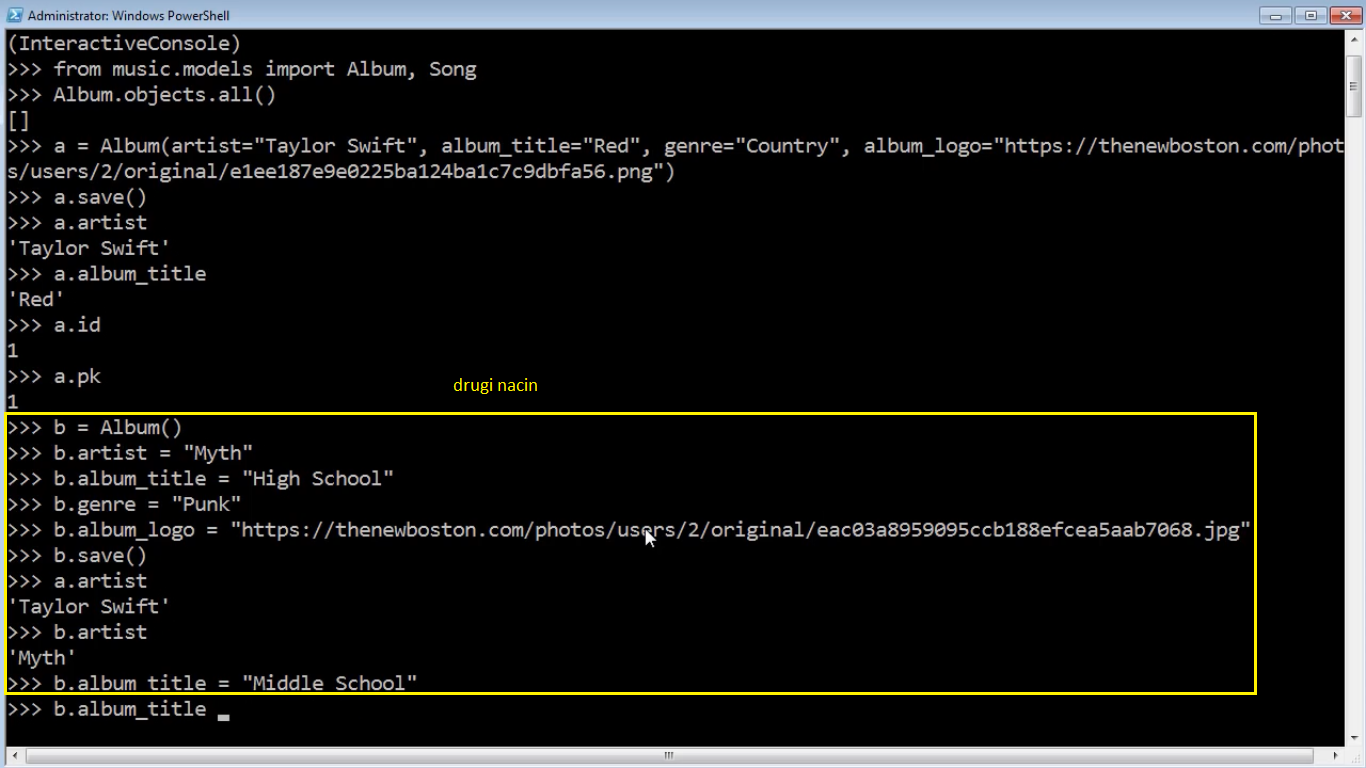 Administrator: Windows PowerShell
(InteractiveConsole)
>>> from music.models import Album, Song
>>> Album.objects.all()
[]
>>> a = Album(artist="Taylor Swift", album_title="Red", genre="Country", album_logo="https://thenewboston.com/phot
s/users/2/original/e1ee187e9e0225ba124ba1c7c9dbfa56.png")
>>> a.save()
>>> a.artist
'Taylor Swift'
>>> a.album_title
'Red'
>>> a.id
1
>>> a.pk
1
drugi nacin
>>> b = Album()
>>> b.artist = "Myth"
>>> b.album_title = "High School"
>>> b.genre = "Punk"
>>> b.album_logo = "https://thenewboston.com/photos/users/2/original/eac03a8959095ccb188efcea5aab7068.jpg"
>>> b.save()
>>> a.artist
'Taylor Swift'
>>> b.artist
'Myth'
>>> b.album_title = "Middle School"
>>> b.album_title